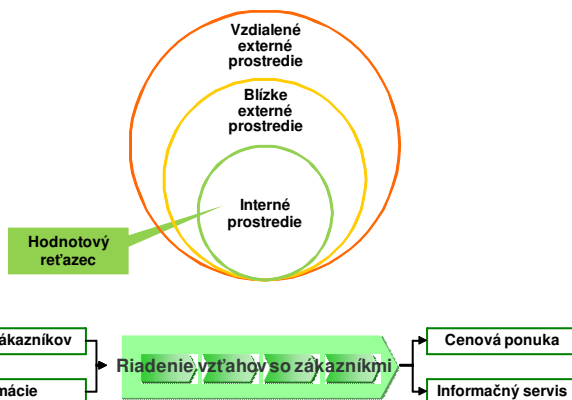 Vzdialené
externé
prostredie
Blízke
externé
prostredie
Interné
prostredie
Hodnotový
reťazec
ákazníkov
Riadenie vzťahov so zákazníkmi
Cenová ponuka
mácie
Informačný servis